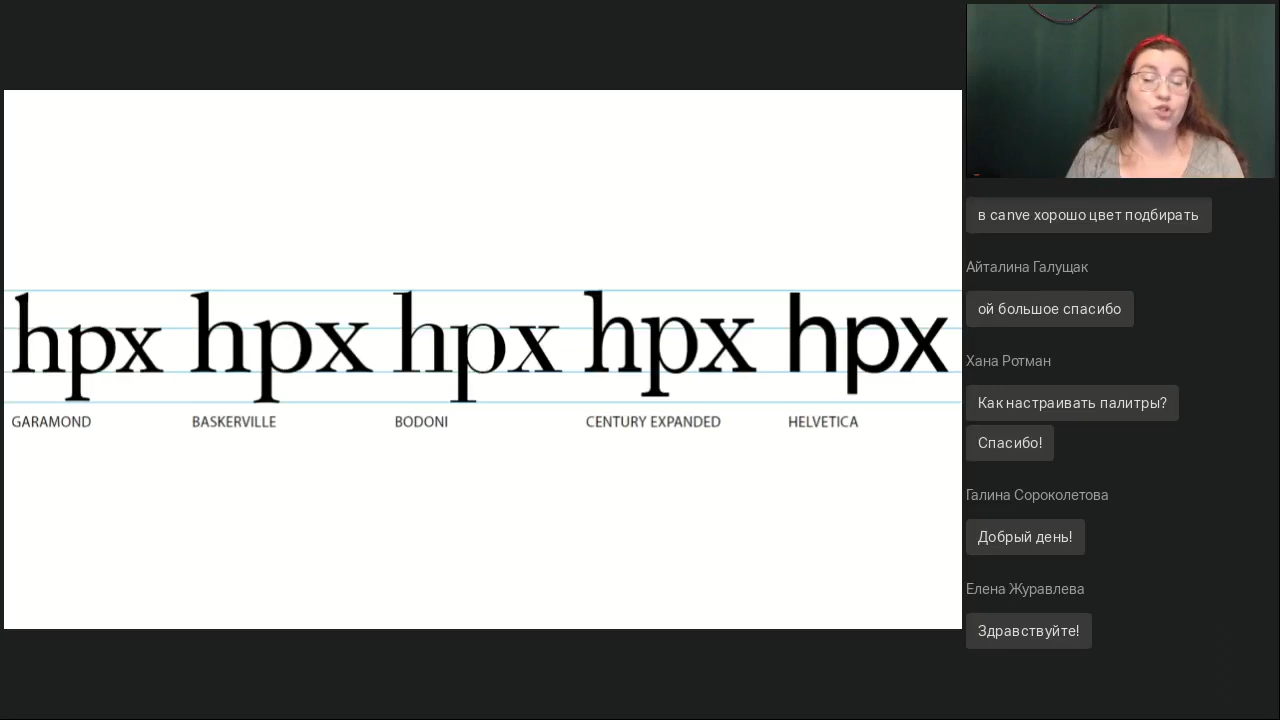 hpx hpx hpx hpx hpx
GARAMOND BASKERVILLE BODONI CENTURY EXPANDED HELVETICA
в canve хорошо цвет подбирать
Айталина Галущак
ой большое спасибо
Хана Ротман
Как настраивать палитры?
Спасибо!
Галина Сороколетова
Добрый день!
Елена Журавлева
Здравствуйте!